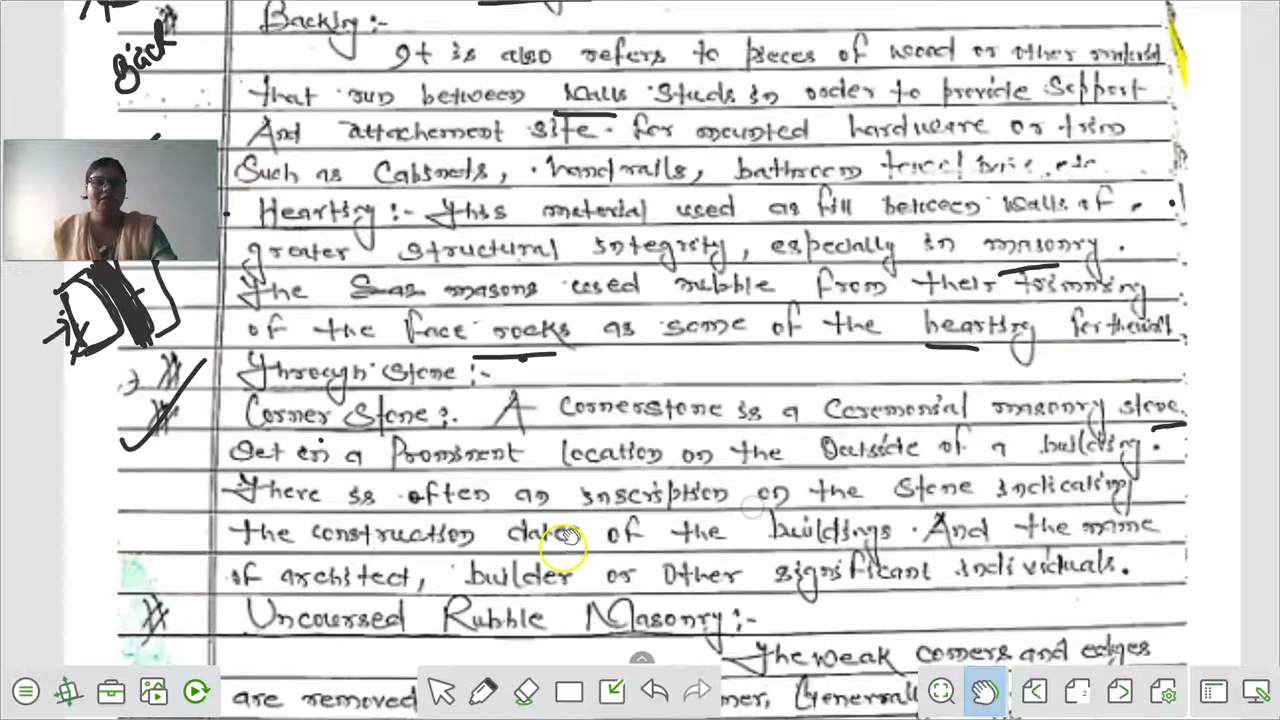 Backing :-
Back
It is also refers to pieces of wood or other material
that run between walls studs in order to provide support
And attachement site for mounted hardware or trim
Such as Cabinets, handrails, bathroom towel
Hearting :- This material used as fill between walls of
greater structural integrity, especially in masonry.
The masons used rubble from their trimming
of the face rocks as some of the hearting for the
Through Stone :-
Corner Stone :- A Cornerstone is a Ceremonial masonry stone
Set in a Prominent location on the Outside of a building.
There is often an inscription on the stone indicating
the construction dates of the buildings. And the name
of architect, builder or Other significant individuals.
Uncoursed Rubble Masonry :-
The weak corners and edges
are removed